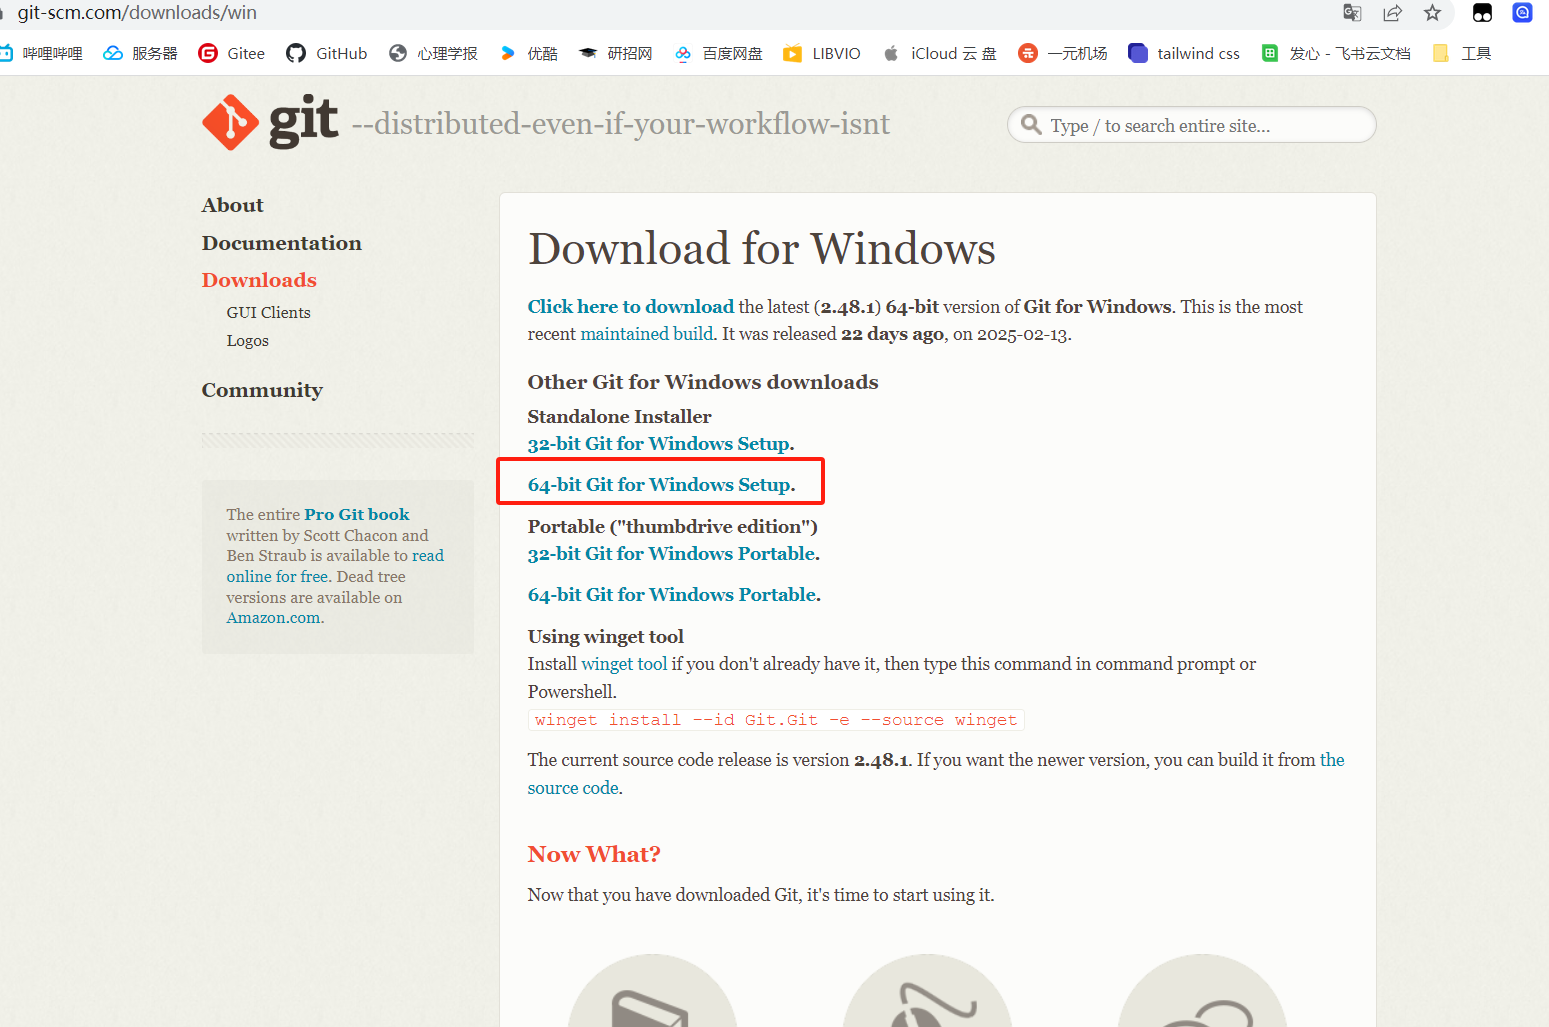 git-scm.com/downloads/win
哔哩哔哩 服务器 Gitee GitHub 心理学报 优酷 研招网 百度网盘 LIBVIO iCloud 云 盘 一元机场 tailwind css 发心 - 飞书云文档 工具
git --distributed-even-if-your-workflow-isnt
Type / to search entire site...
About
Documentation
Downloads
GUI Clients
Logos
Community
The entire Pro Git book
written by Scott Chacon and
Ben Straub is available to read
online for free. Dead tree
versions are available on
Amazon.com.
Download for Windows
Click here to download the latest (2.48.1) 64-bit version of Git for Windows. This is the most
recent maintained build. It was released 22 days ago, on 2025-02-13.
Other Git for Windows downloads
Standalone Installer
32-bit Git for Windows Setup.
64-bit Git for Windows Setup.
Portable ("thumbdrive edition")
32-bit Git for Windows Portable.
64-bit Git for Windows Portable.
Using winget tool
Install winget tool if you don't already have it, then type this command in command prompt or
Powershell.
winget install --id Git.Git -e --source winget
The current source code release is version 2.48.1. If you want the newer version, you can build it from the
source code.
Now What?
Now that you have downloaded Git, it's time to start using it.